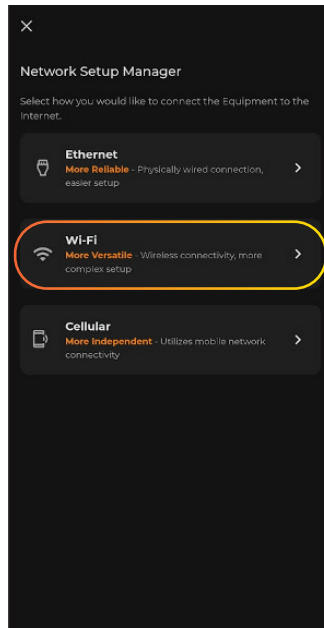 Network Setup Manager
Select how you would like to connect the Equipment to the
Internet.
Ethernet
More Reliable - Physically wired connection,
easier setup
Wi-Fi
More Versatile - Wireless connectivity, more
complex setup
Cellular
More Independent - Utilizes mobile network
connectivity